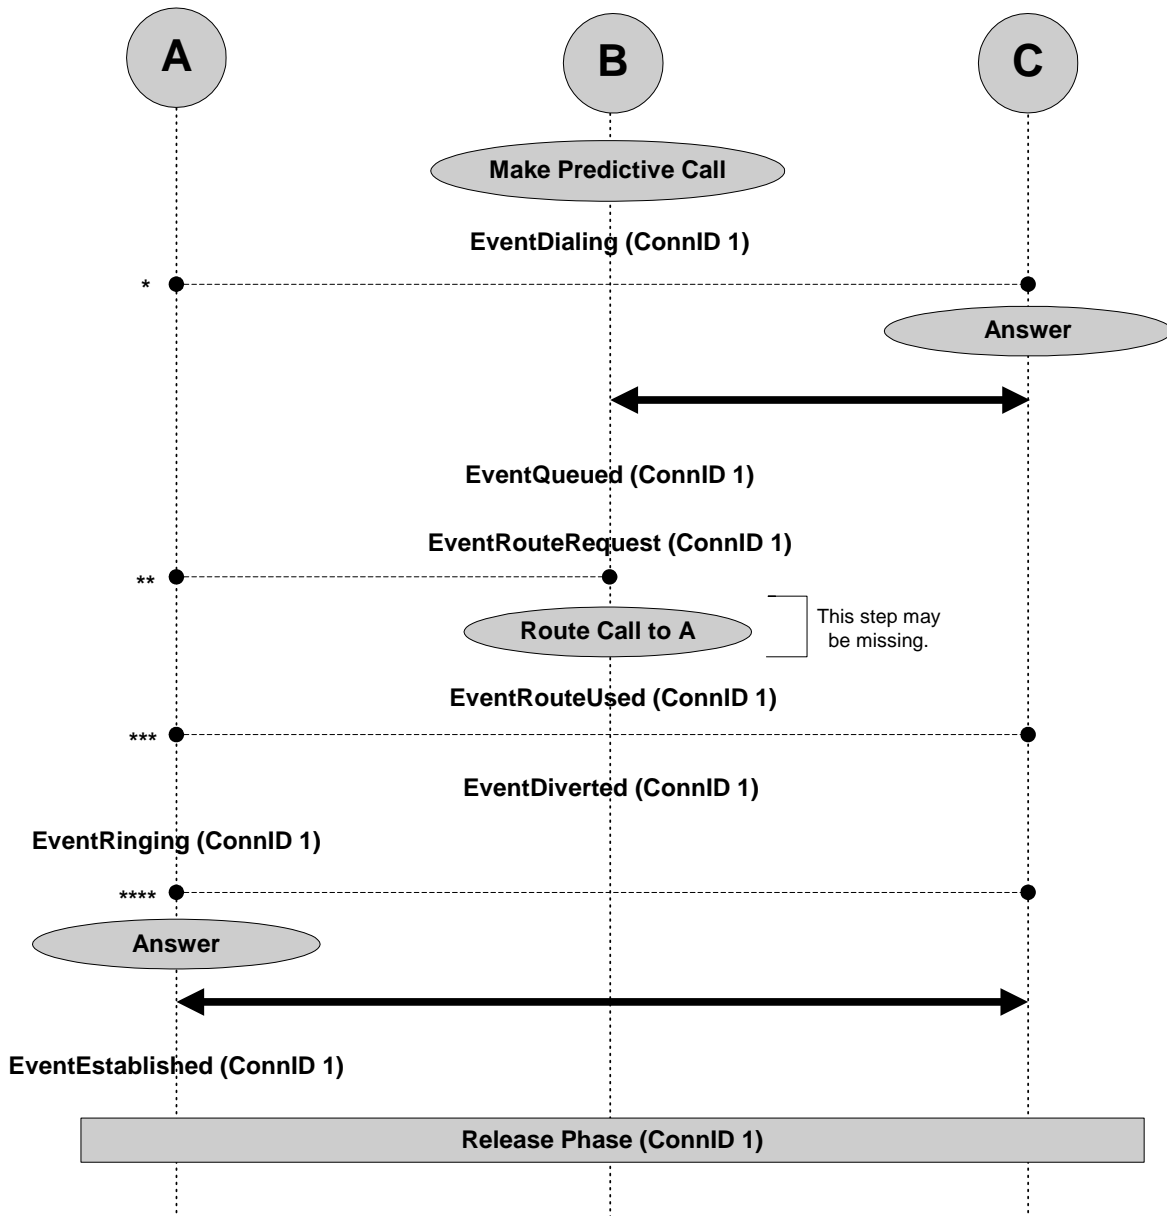 A
B
C
Make Predictive Call
EventDialing (ConnID 1)
*
Answer
EventQueued (ConnID 1)
EventRouteRequest (ConnID 1)
**
Route Call to A
This step may
be missing.
EventRouteUsed (ConnID 1)
***
EventDiverted (ConnID 1)
EventRinging (ConnID 1)
****
Answer
EventEstablished (ConnID 1)
Release Phase (ConnID 1)